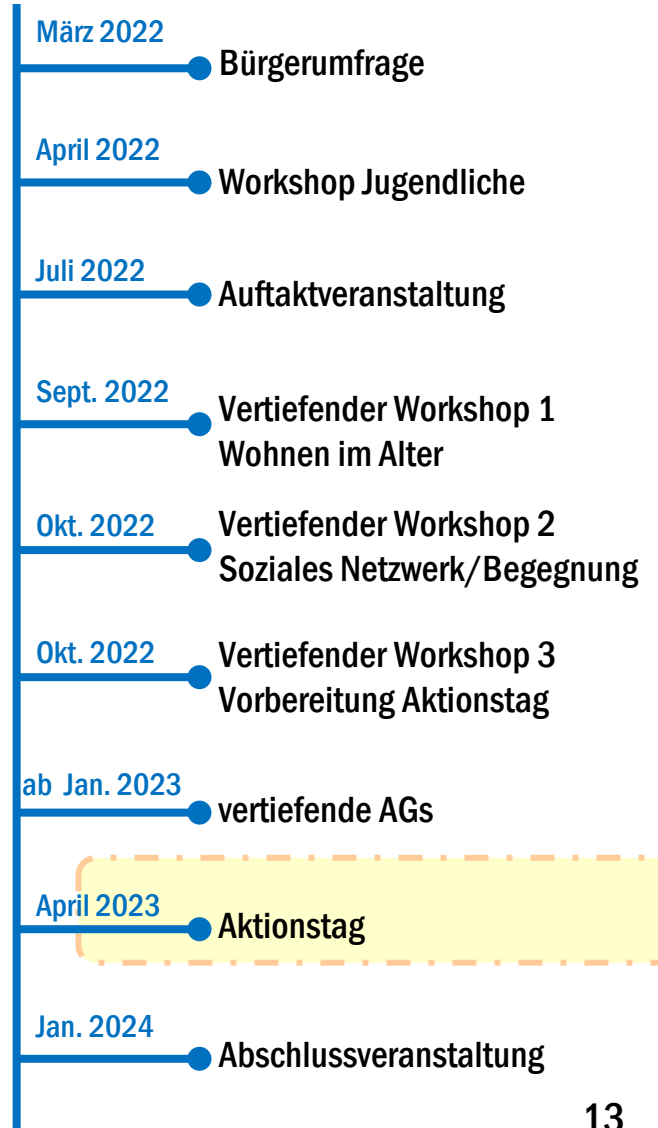 März 2022
Bürgerumfrage
April 2022
Workshop Jugendliche
Juli 2022
Auftaktveranstaltung
Sept. 2022
Vertiefender Workshop 1
Wohnen im Alter
Okt. 2022
Vertiefender Workshop 2
Soziales Netzwerk/Begegnung
Okt. 2022
Vertiefender Workshop 3
Vorbereitung Aktionstag
ab Jan. 2023
vertiefende AGs
April 2023
Aktionstag
Jan. 2024
Abschlussveranstaltung
13